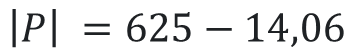 |P| = 625 − 14,06